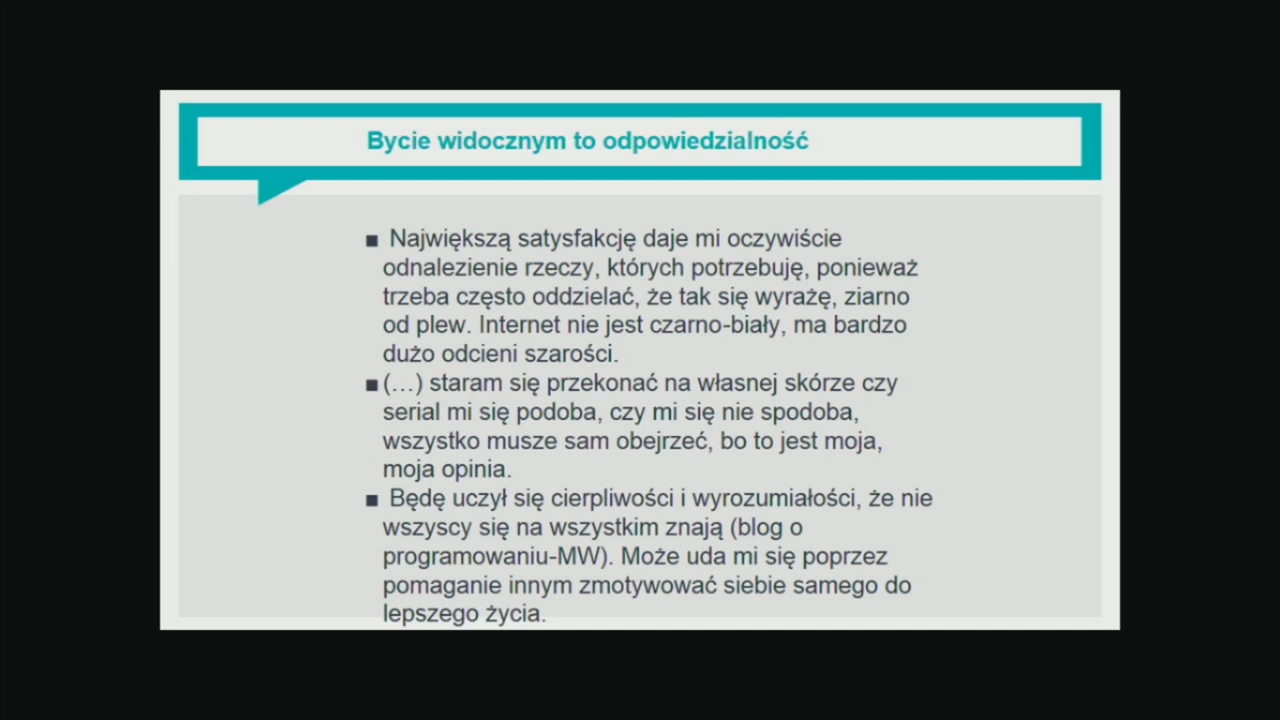 Bycie widocznym to odpowiedzialność
■ Największą satysfakcję daje mi oczywiście
odnalezienie rzeczy, których potrzebuję, ponieważ
trzeba często oddzielać, że tak się wyrażę, ziarno
od plew. Internet nie jest czarno-biały, ma bardzo
dużo odcieni szarości.
■ (…) staram się przekonać na własnej skórze czy
serial mi się podoba, czy mi się nie spodoba,
wszystko musze sam obejrzeć, bo to jest moja,
moja opinia.
■ Będę uczył się cierpliwości i wyrozumiałości, że nie
wszyscy się na wszystkim znają (blog o
programowaniu-MW). Może uda mi się poprzez
pomaganie innym zmotywować siebie samego do
lepszego życia.